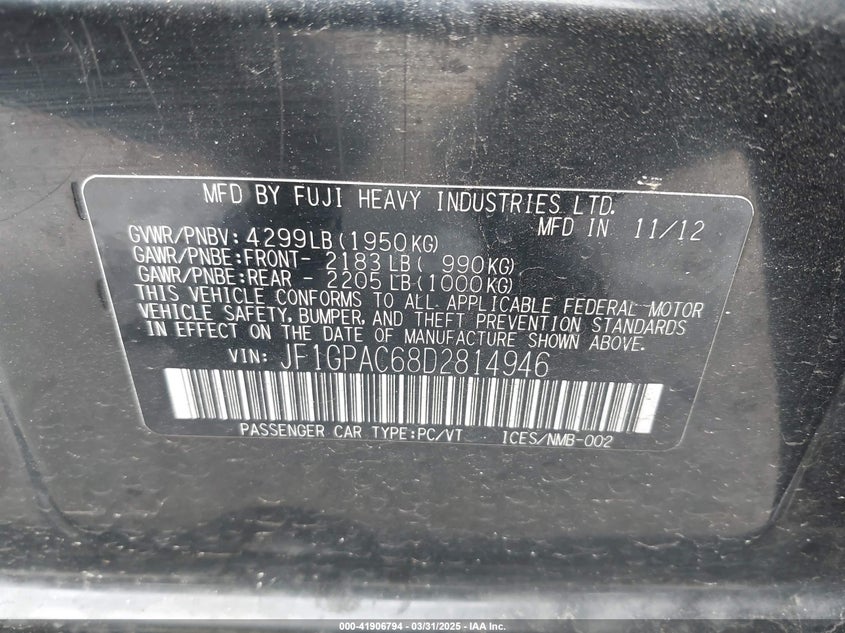 MFD BY FUJI HEAVY INDUSTRIES LTD.
MFD IN 11/12
GVWR/PNBV: 4299LB(1950KG)
GAWR/PNBE:FRONT- 2183LB( 990KG)
GAWR/PNBE:REAR - 2205LB(1000KG)
THIS VEHICLE CONFORMS TO ALL APPLICABLE FEDERAL MOTOR
VEHICLE SAFETY, BUMPER, AND THEFT PREVENTION STANDARDS
IN EFFECT ON THE DATE OF MANUFACTURE SHOWN ABOVE.
VIN: JF1GPAC68D2814946
PASSENGER CAR TYPE:PC/VT ICES/NMB-002
000-41906794 - 03/31/2025 - IAA Inc.